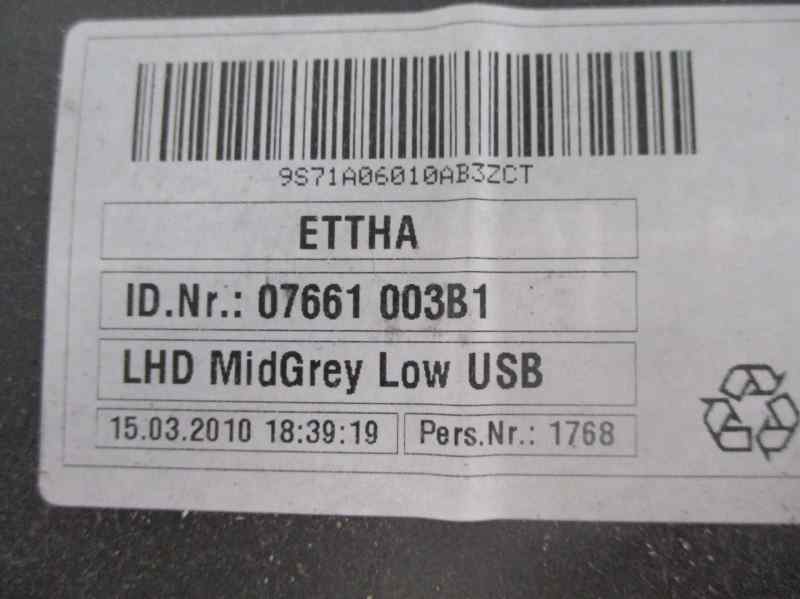 9S71A06010AB3ZCT
ETTHA
ID.Nr.: 07661 003B1
LHD MidGrey Low USB
15.03.2010 18:39:19 Pers.Nr.: 1768